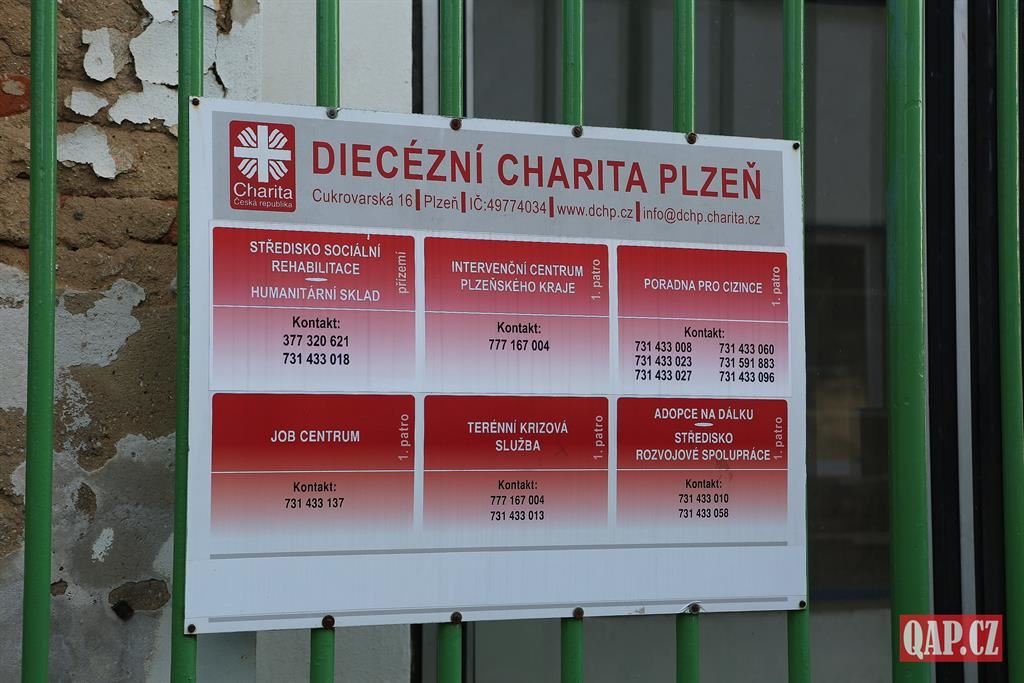 Charita
Česká republika
DIECÉZNÍ CHARITA PLZEŇ
Cukrovarská 16 | Plzeň | IČ:49774034 | www.dchp.cz | info@dchp.charita.cz
STŘEDISKO SOCIÁLNÍ
REHABILITACE
HUMANITÁRNÍ SKLAD
přízemí
Kontakt:
377 320 621
731 433 018
INTERVENČNÍ CENTRUM
PLZEŇSKÉHO KRAJE
1. patro
Kontakt:
777 167 004
PORADNA PRO CIZINCE
1. patro
Kontakt:
731 433 008 731 433 060
731 433 023 731 591 883
731 433 027 731 433 096
JOB CENTRUM
1. patro
Kontakt:
731 433 137
TERÉNNÍ KRIZOVÁ
SLUŽBA
1. patro
Kontakt:
777 167 004
731 433 013
ADOPCE NA DÁLKU
STŘEDISKO
ROZVOJOVÉ SPOLUPRÁCE
1. patro
Kontakt:
731 433 010
731 433 058
QAP.CZ